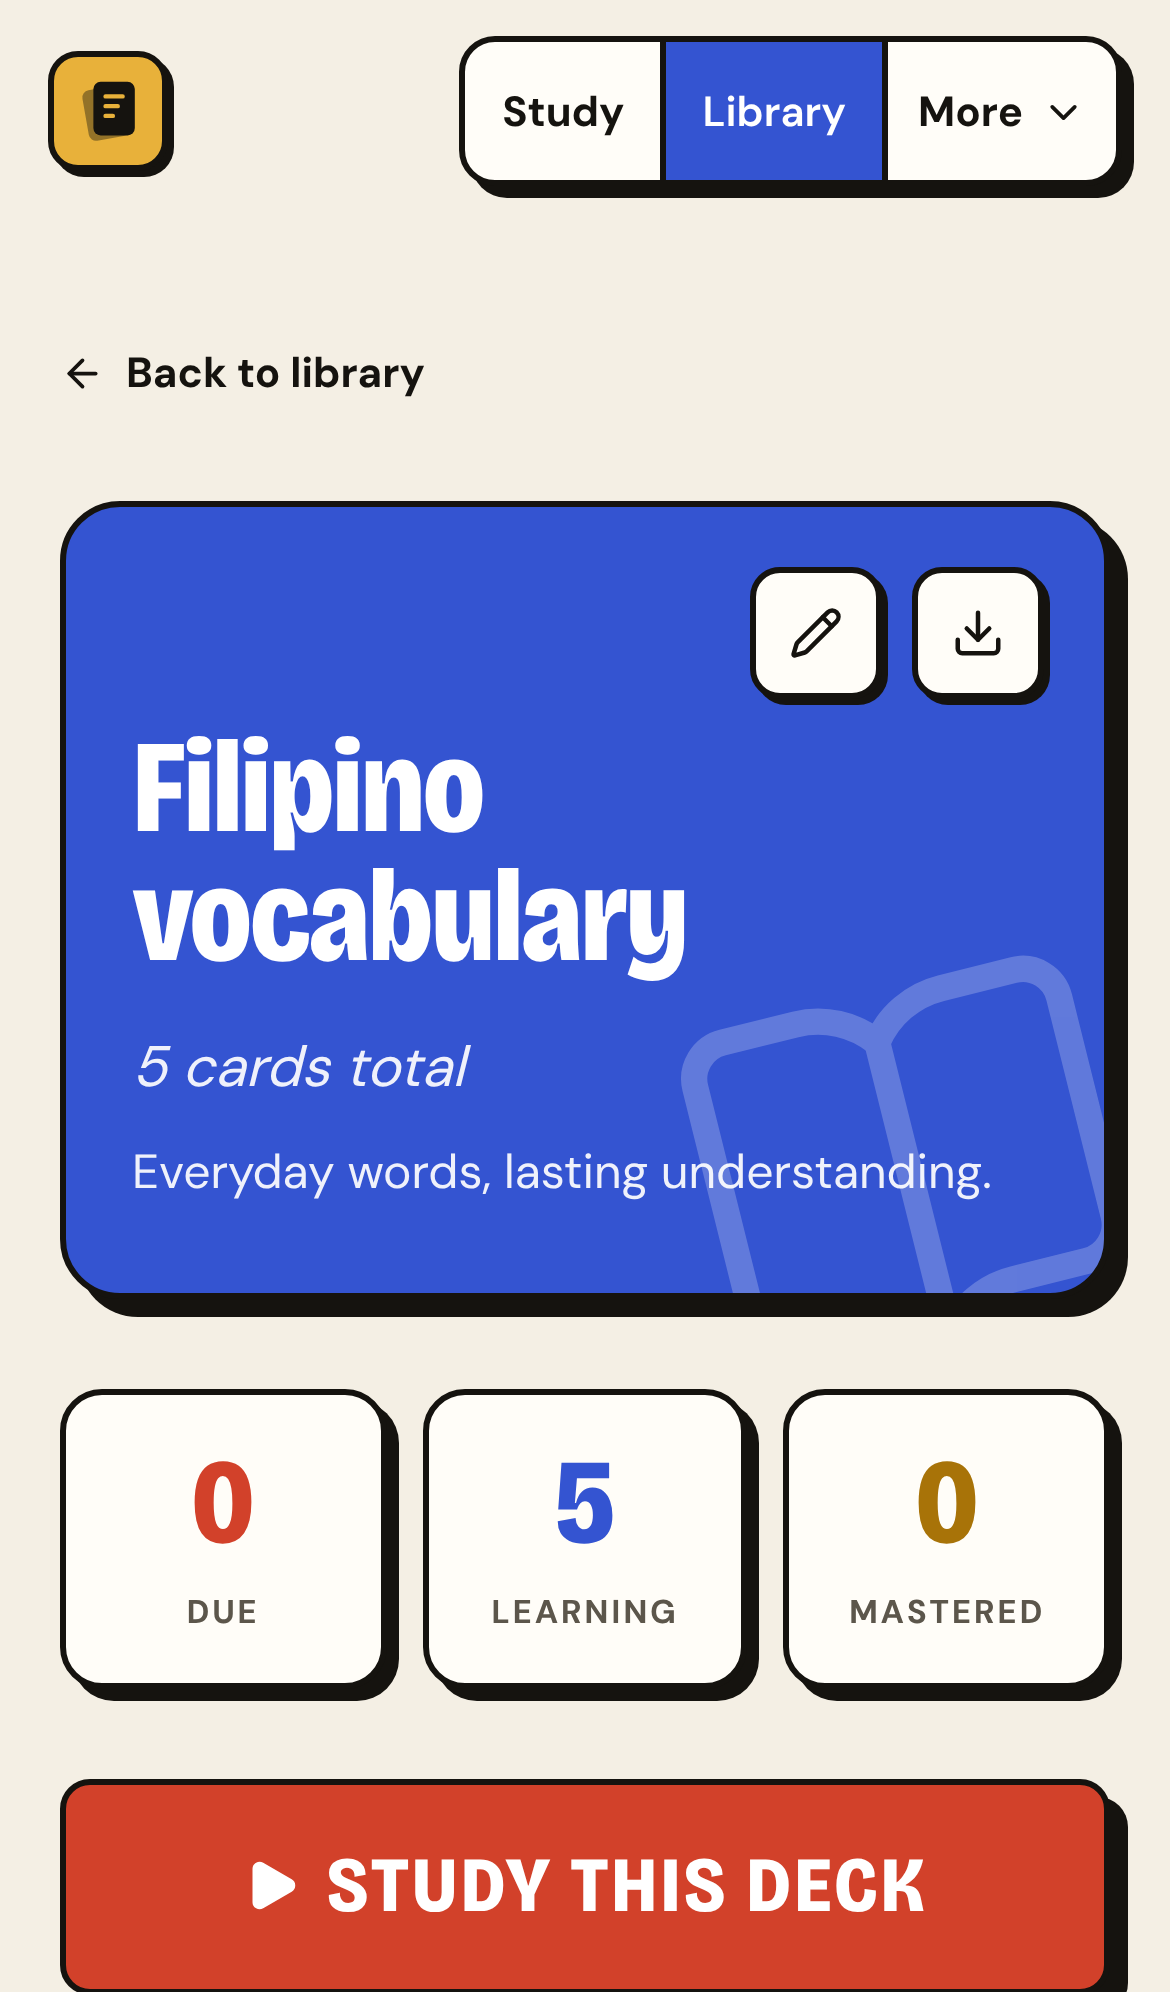 Study
Library
More
Back to library
Filipino
vocabulary
5 cards total
Everyday words, lasting understanding.
0
DUE
5
LEARNING
0
MASTERED
STUDY THIS DECK